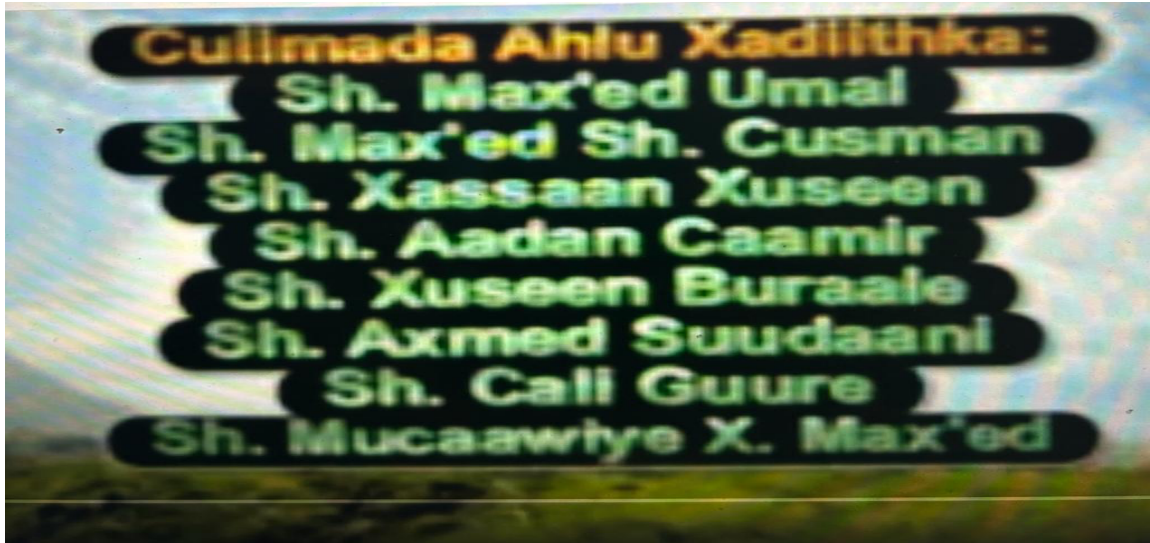 Culimada Ahlu Xadiithka:
Sh. Max'ed Umal
Sh. Max'ed Sh. Cusman
Sh. Xassaan Xuseen
Sh. Aadan Caamir
Sh. Xuseen Buraale
Sh. Axmed Suudaani
Sh. Cali Guure
Sh. Mucaawiye X. Max'ed